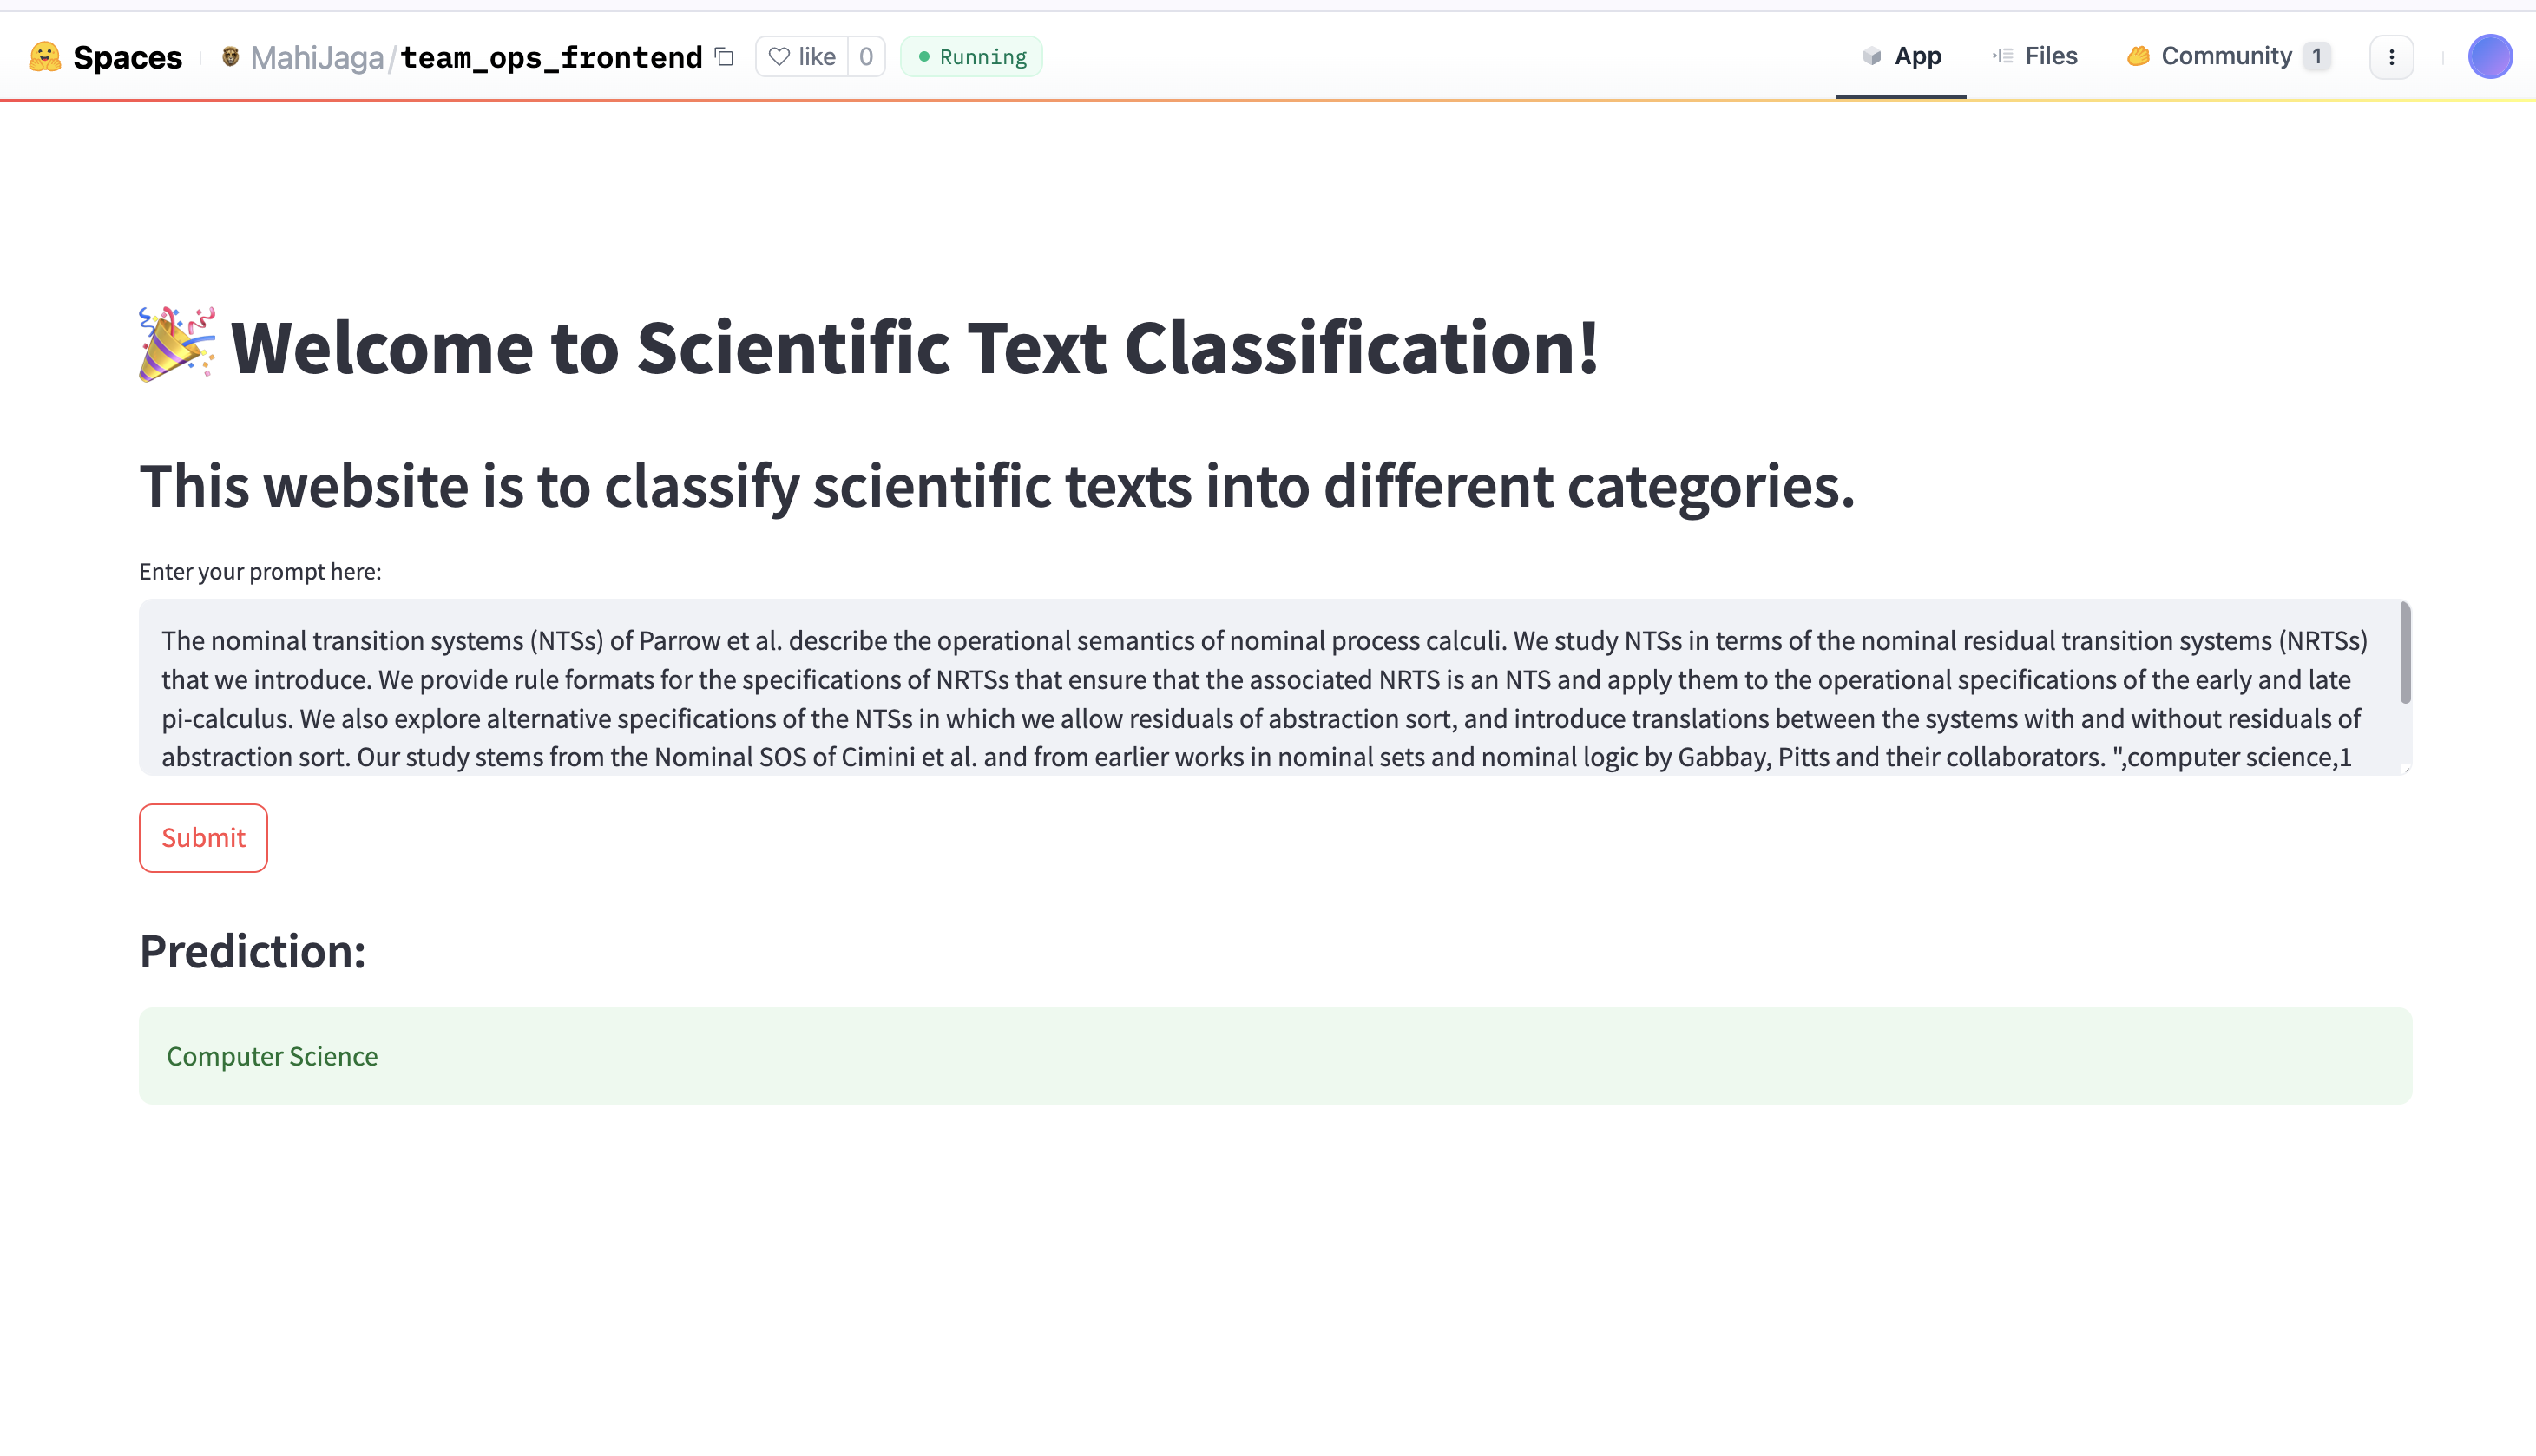 Spaces MahiJaga/team_ops_frontend like 0 Running App Files Community 1
Welcome to Scientific Text Classification!
This website is to classify scientific texts into different categories.
Enter your prompt here:
The nominal transition systems (NTSs) of Parrow et al. describe the operational semantics of nominal process calculi. We study NTSs in terms of the nominal residual transition systems (NRTSs)
that we introduce. We provide rule formats for the specifications of NRTSs that ensure that the associated NRTS is an NTS and apply them to the operational specifications of the early and late
pi-calculus. We also explore alternative specifications of the NTSs in which we allow residuals of abstraction sort, and introduce translations between the systems with and without residuals of
abstraction sort. Our study stems from the Nominal SOS of Cimini et al. and from earlier works in nominal sets and nominal logic by Gabbay, Pitts and their collaborators. ",computer science,1
Submit
Prediction:
Computer Science